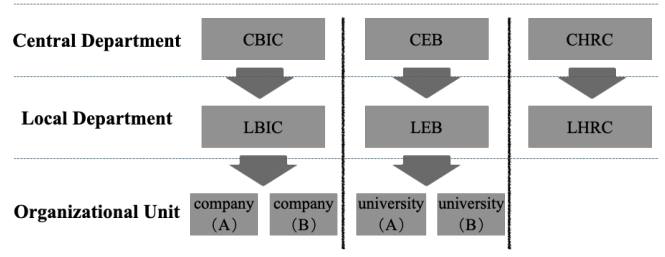 Central Department CBIC CEB CHRC
Local Department LBIC LEB LHRC
Organizational Unit company (A) company (B) university (A) university (B)